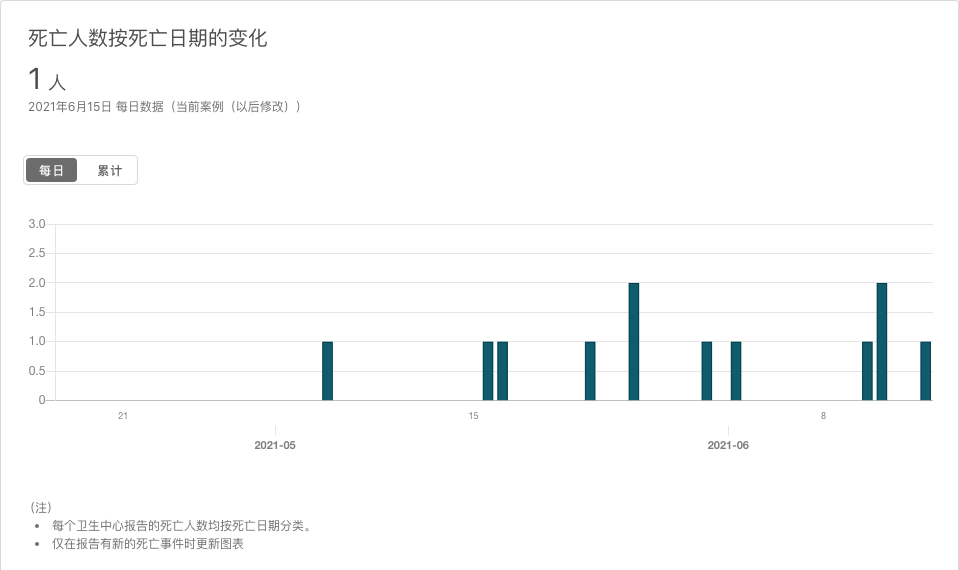 死亡人数按死亡日期的变化
1 人
2021年6月15日 每日数据（当前案例（以后修改））
每日 累计
3.0
2.5
2.0
1.5
1.0
0.5
0
21 15 8
2021-05 2021-06
（注）
• 每个卫生中心报告的死亡人数均按死亡日期分类。
• 仅在报告有新的死亡事件时更新图表